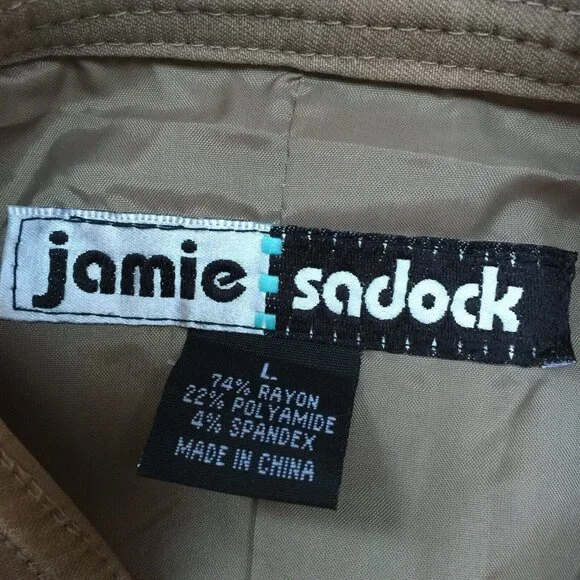 jamie sadock
L
74% RAYON
22% POLYAMIDE
4% SPANDEX
MADE IN CHINA